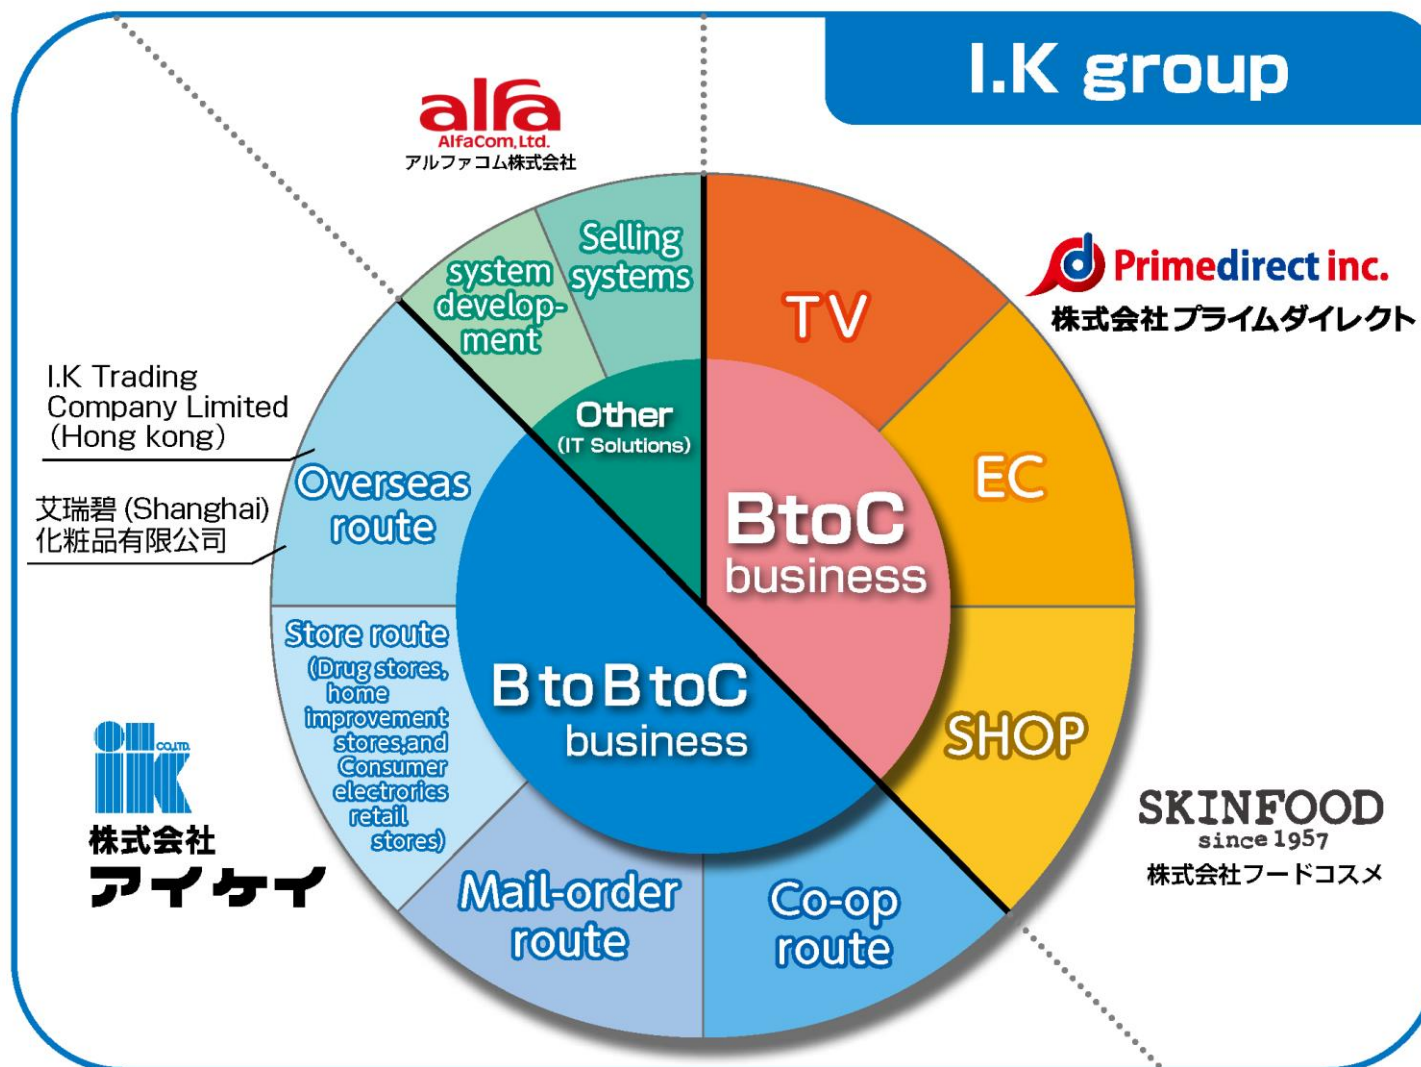 I.K group
alfa
AlfaCom,Ltd.
アルファコム株式会社
Selling
systems
system
develop-
ment
Other
(IT Solutions)
TV
EC
SHOP
BtoC
business
Primedirect inc.
株式会社プライムダイレクト
I.K Trading
Company Limited
(Hong kong)
艾瑞碧 (Shanghai)
化粧品有限公司
Overseas
route
Store route
(Drug stores,
home
improvement
stores,and
Consumer
electrorics
retail
stores)
B to B toC
business
Mail-order
route
Co-op
route
ik CO.,LTD.
株式会社
アイケイ
SKINFOOD
since 1957
株式会社フードコスメ